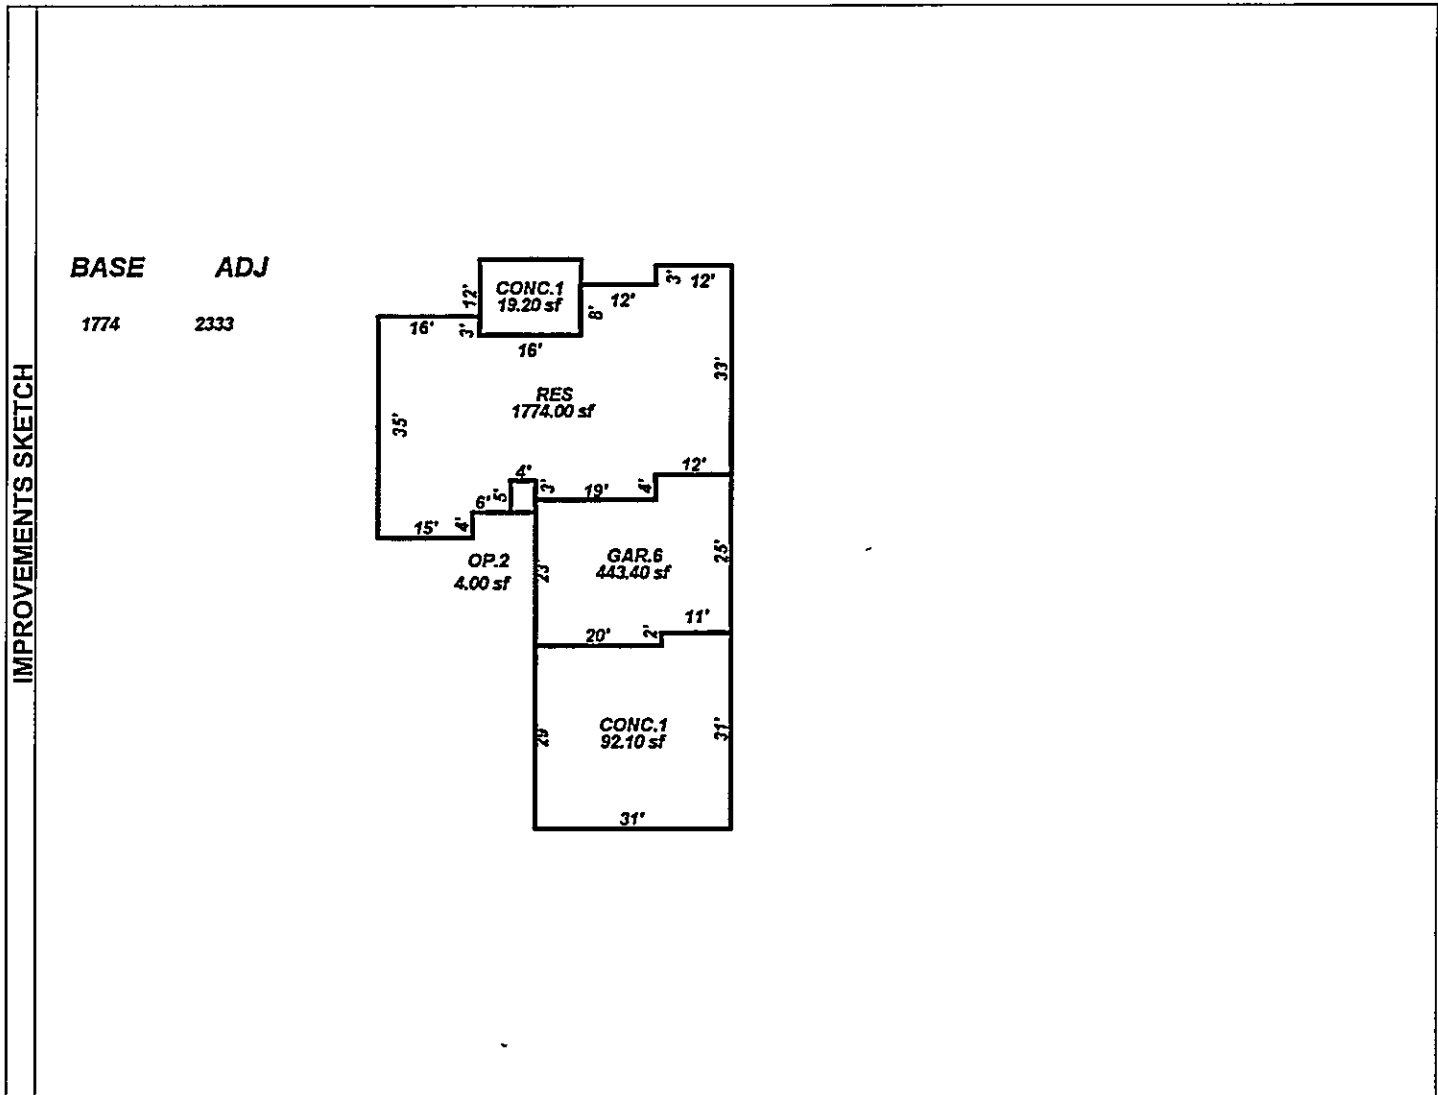 IMPROVEMENTS SKETCH
BASE ADJ
1774 2333
CONC.1
19.20 sf
12'
3'
16'
16'
8'
12'
3'
12'
33'
RES
1774.00 sf
35'
4'
5'
3'
6'
15'
4'
19'
4'
12'
OP.2
4.00 sf
23'
GAR.6
443.40 sf
25'
20'
2'
11'
CONC.1
92.10 sf
29'
31'
31'